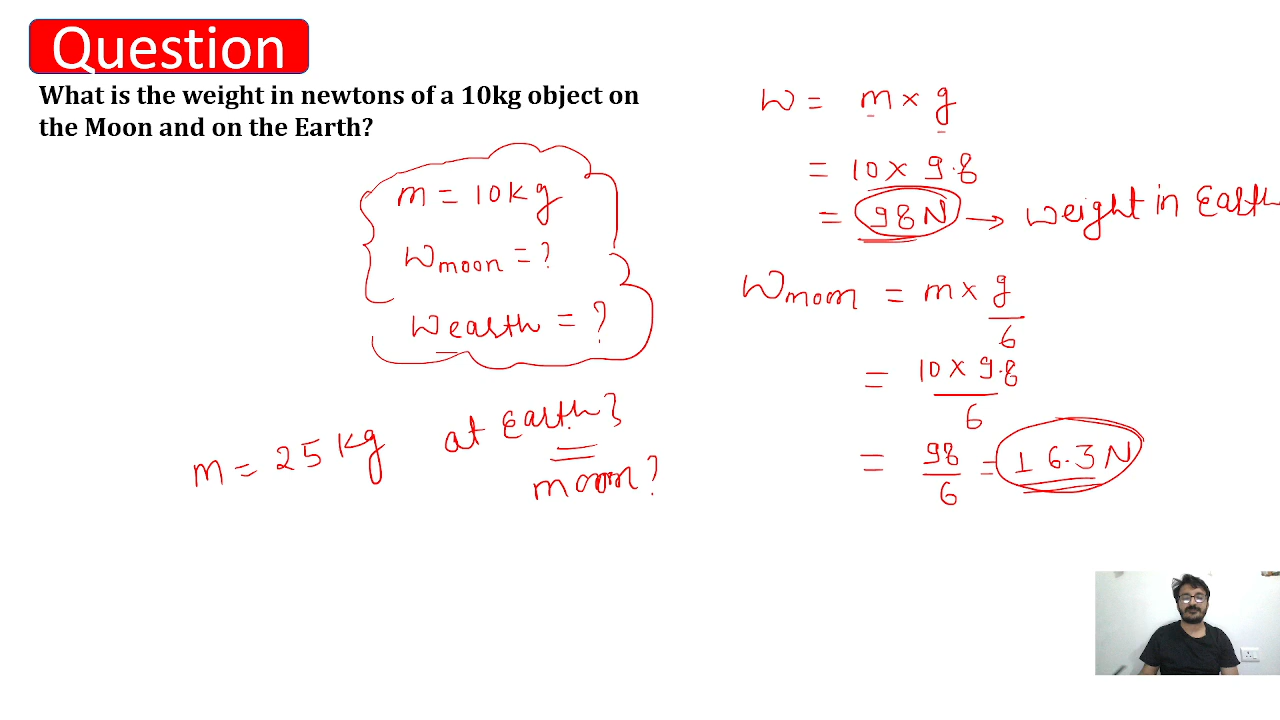 Question
What is the weight in newtons of a 10kg object on
the Moon and on the Earth?
m = 10kg
Wmoon = ?
Wearth = ?
m = 25 kg at Earth?
moon?
W = m × g
= 10 × 9.8
= 98N → Weight in Earth
Wmoon = m × g/6
= 10 × 9.8/6
= 98/6 = 16.3N